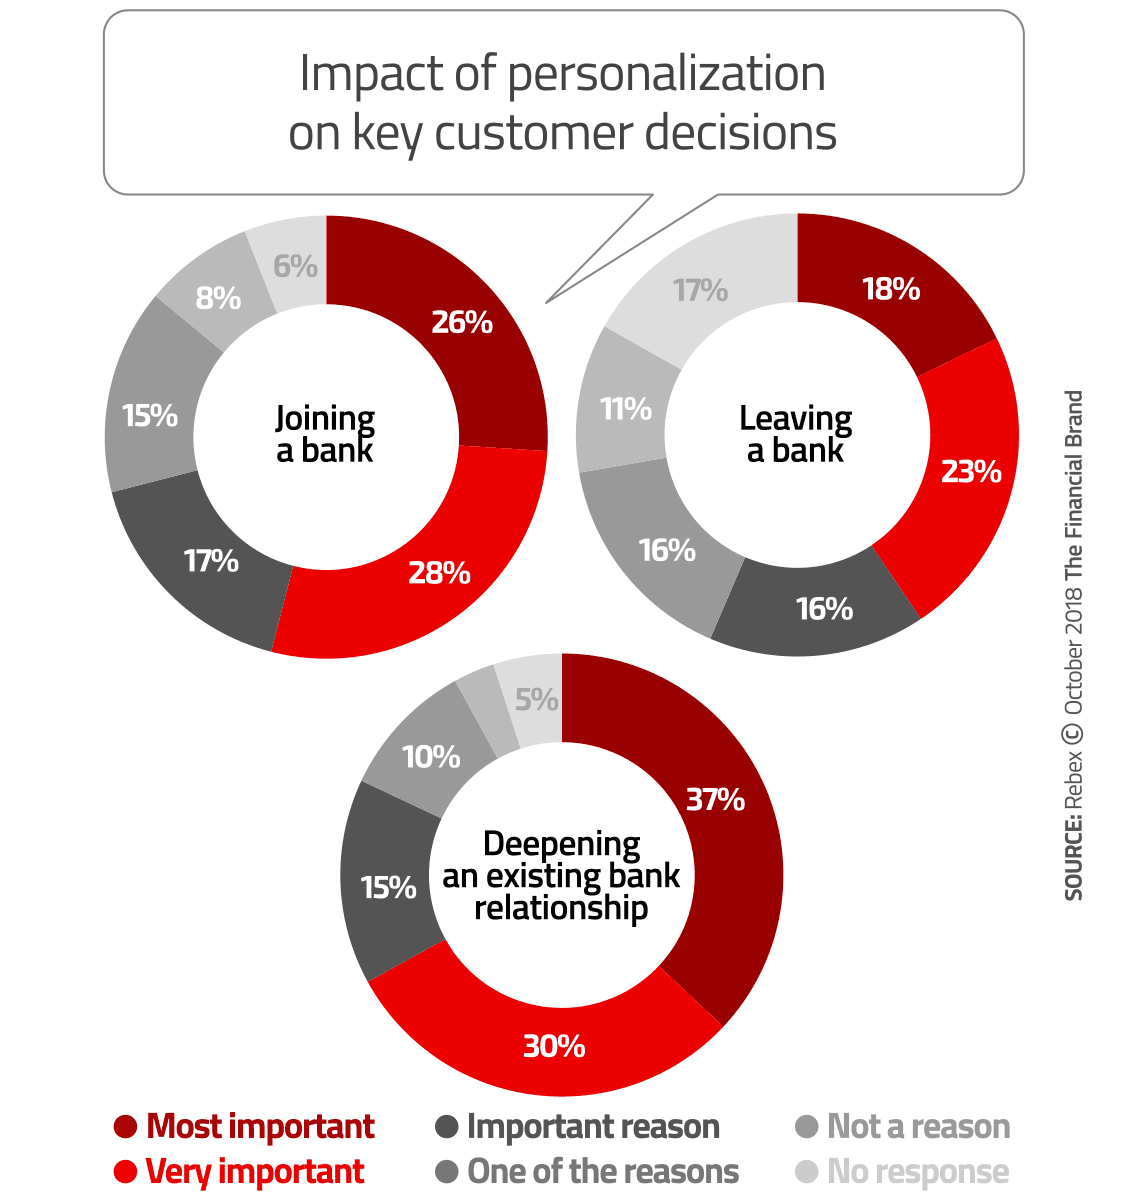 Impact of personalization
on key customer decisions
6%
8%
26%
15%
17%
28%
Joining
a bank
17%
18%
11%
23%
16%
16%
Leaving
a bank
5%
10%
37%
15%
30%
Deepening
an existing bank
relationship
SOURCE: Rebex © October 2018 The Financial Brand
Most important
Very important
Important reason
One of the reasons
Not a reason
No response